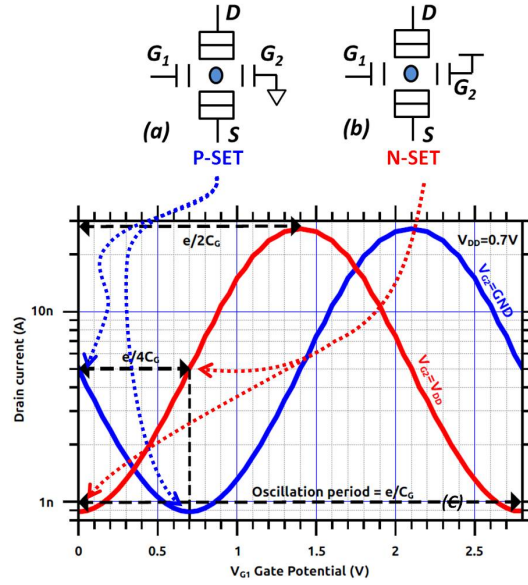 D
D
G1
G2
G1
G2
(a)
S
(b)
S
P-SET
N-SET
e/2CG
VDD=0.7V
VG2=GND
10n
e/4CG
VG2=VDD
Drain current (A)
1n
Oscillation period = e/CG
(C)
0
0.5
1
1.5
2
2.5
VG1 Gate Potential (V)